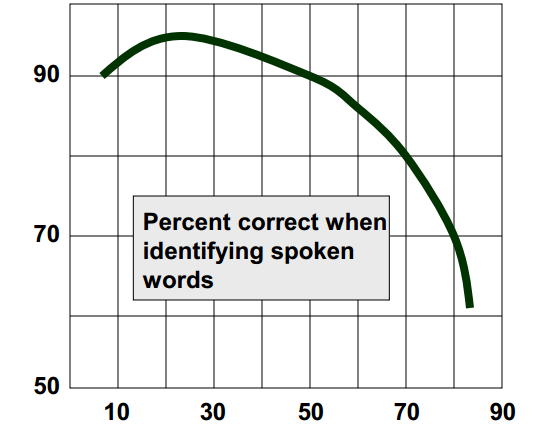 90
70
50
Percent correct when
identifying spoken
words
10 30 50 70 90